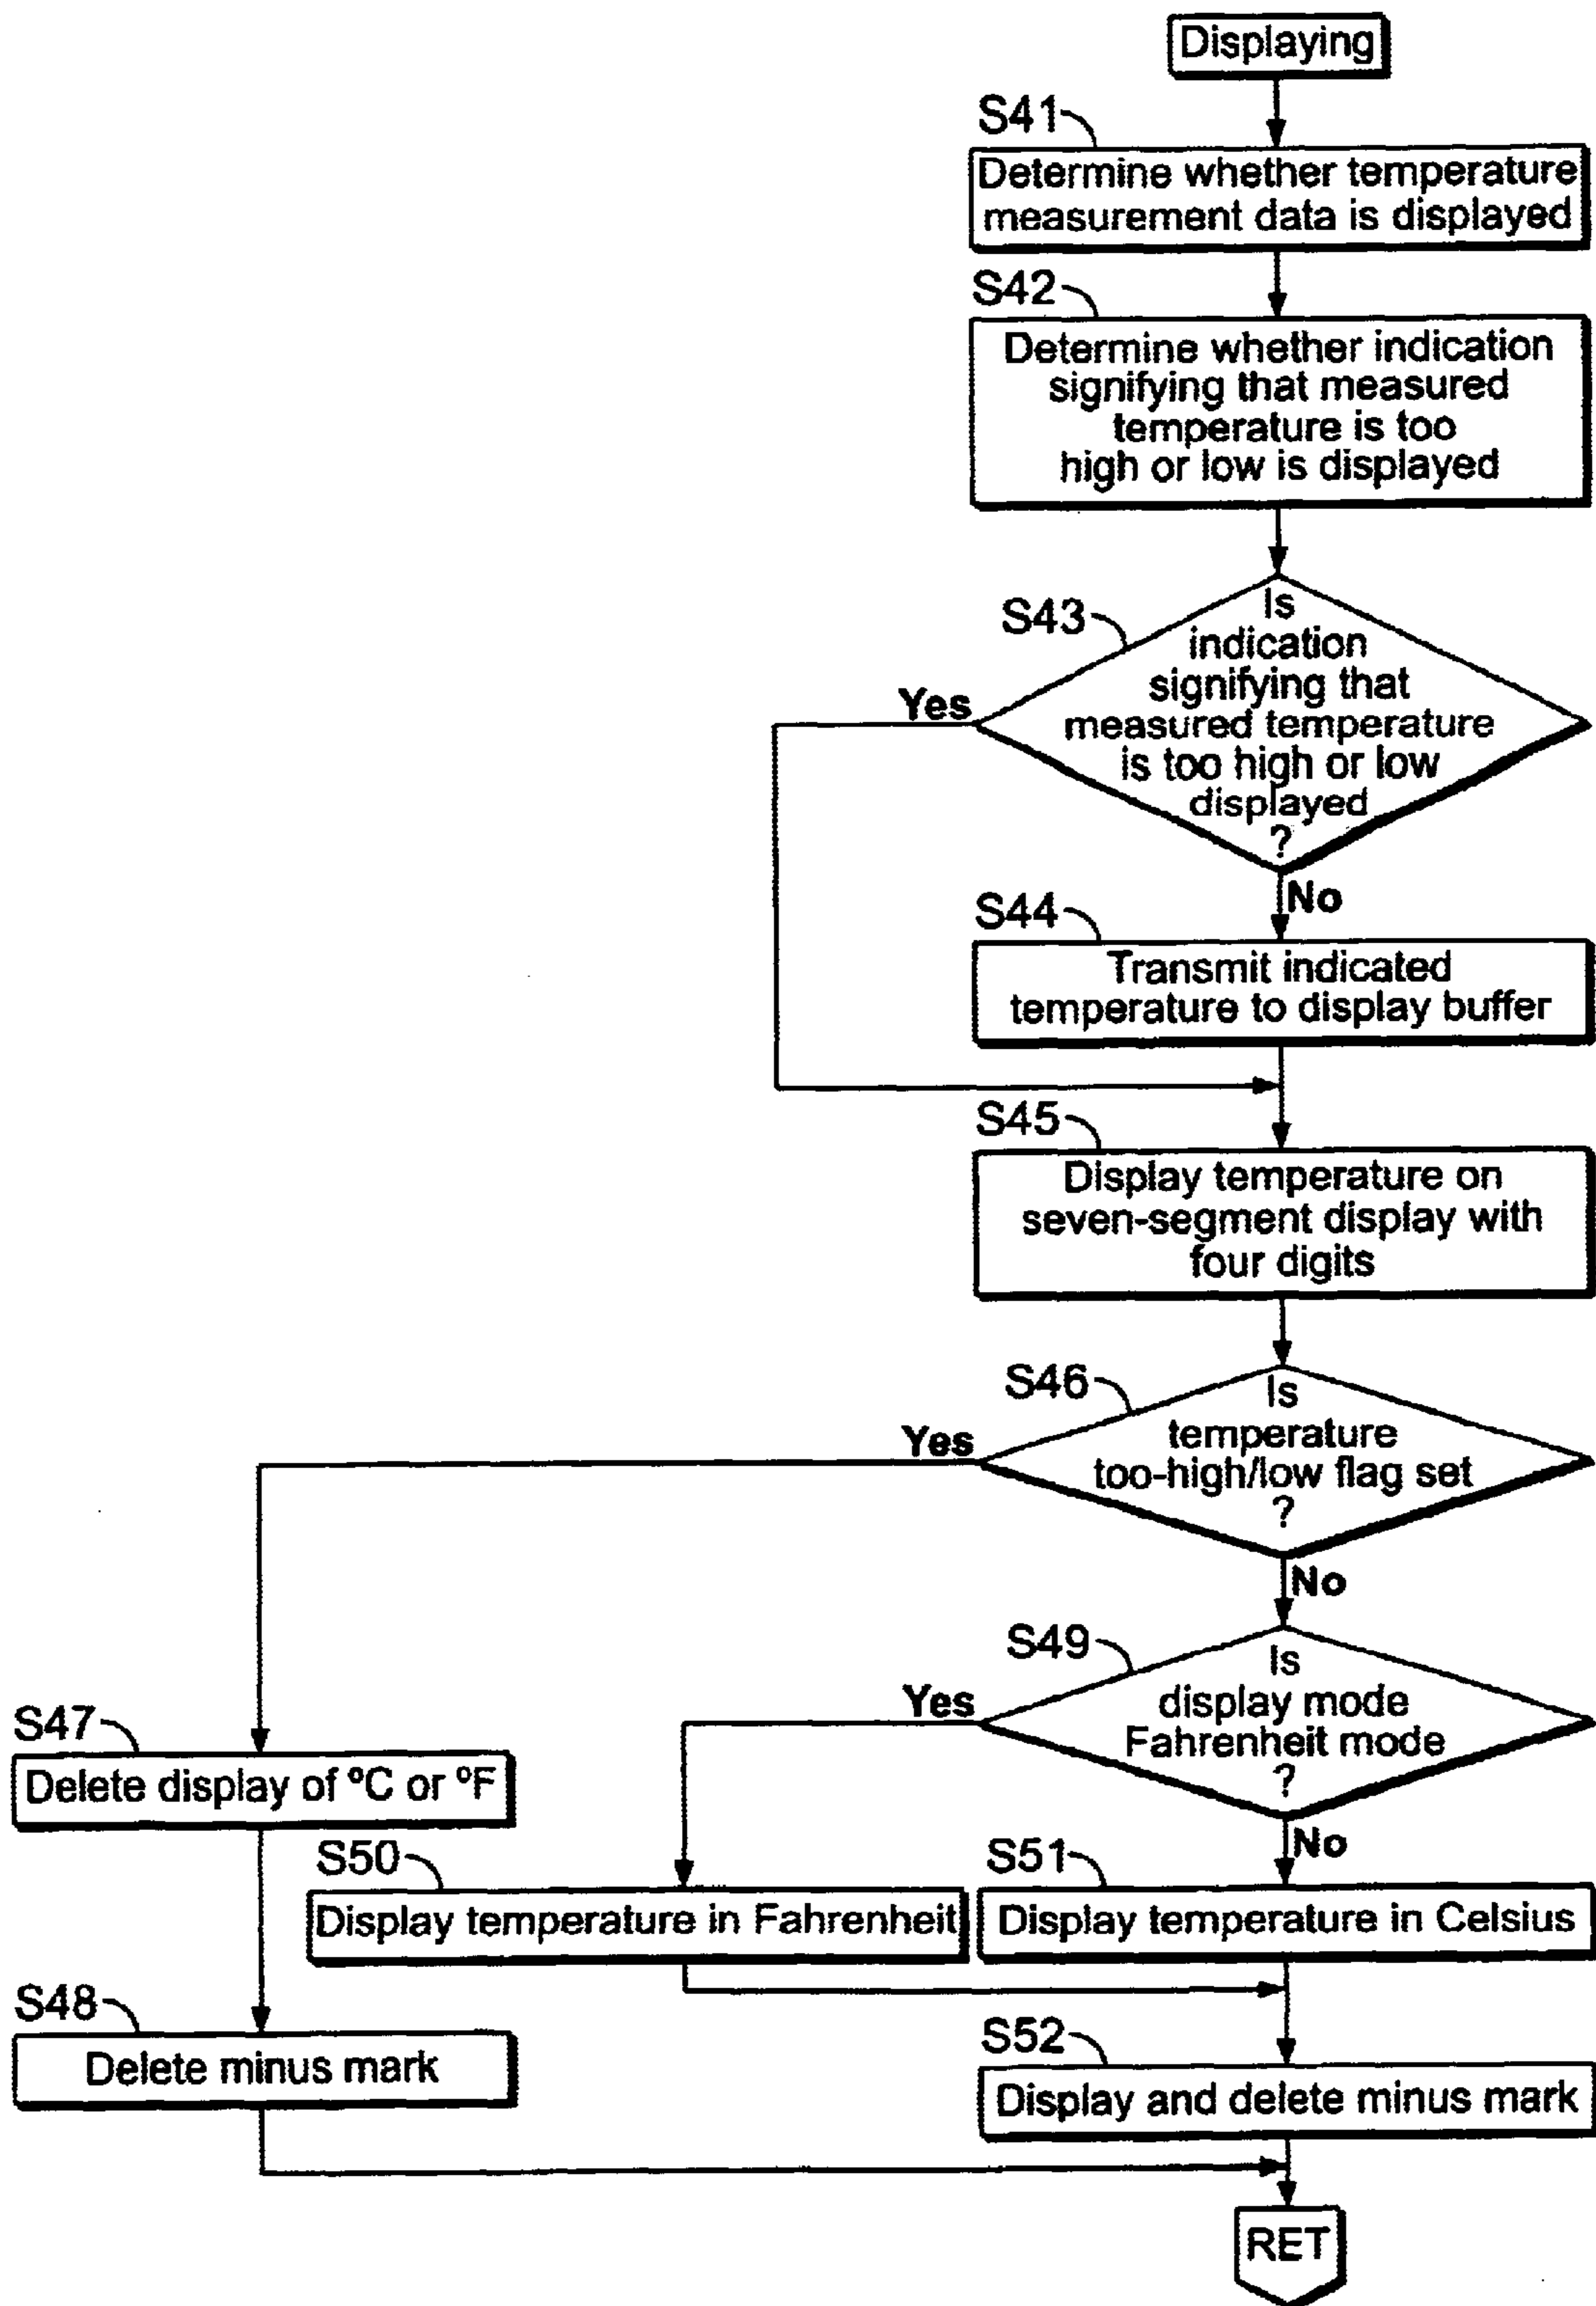 Displaying
S41
Determine whether temperature
measurement data is displayed
S42
Determine whether indication
signifying that measured
temperature is too
high or low is displayed
S43
Is
indication
signifying that
measured temperature
is too high or low
displayed
?
Yes
No
S44
Transmit indicated
temperature to display buffer
S45
Display temperature on
seven-segment display with
four digits
S46
Is
temperature
too-high/low flag set
?
Yes
No
S49
Is
display mode
Fahrenheit mode
?
Yes
No
S47
Delete display of ºC or ºF
S50
Display temperature in Fahrenheit
S51
Display temperature in Celsius
S48
Delete minus mark
S52
Display and delete minus mark
RET